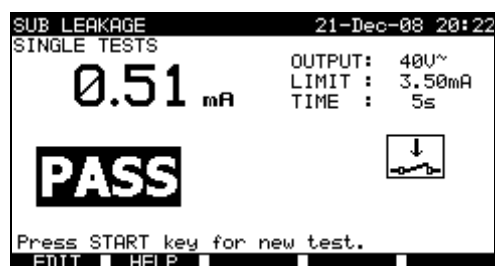 SUB LEAKAGE 21-Dec-08 20:22
SINGLE TESTS
OUTPUT: 40V~
0.51 mA LIMIT : 3.50mA
TIME : 5s
PASS
Press START key for new test.
EDIT HELP